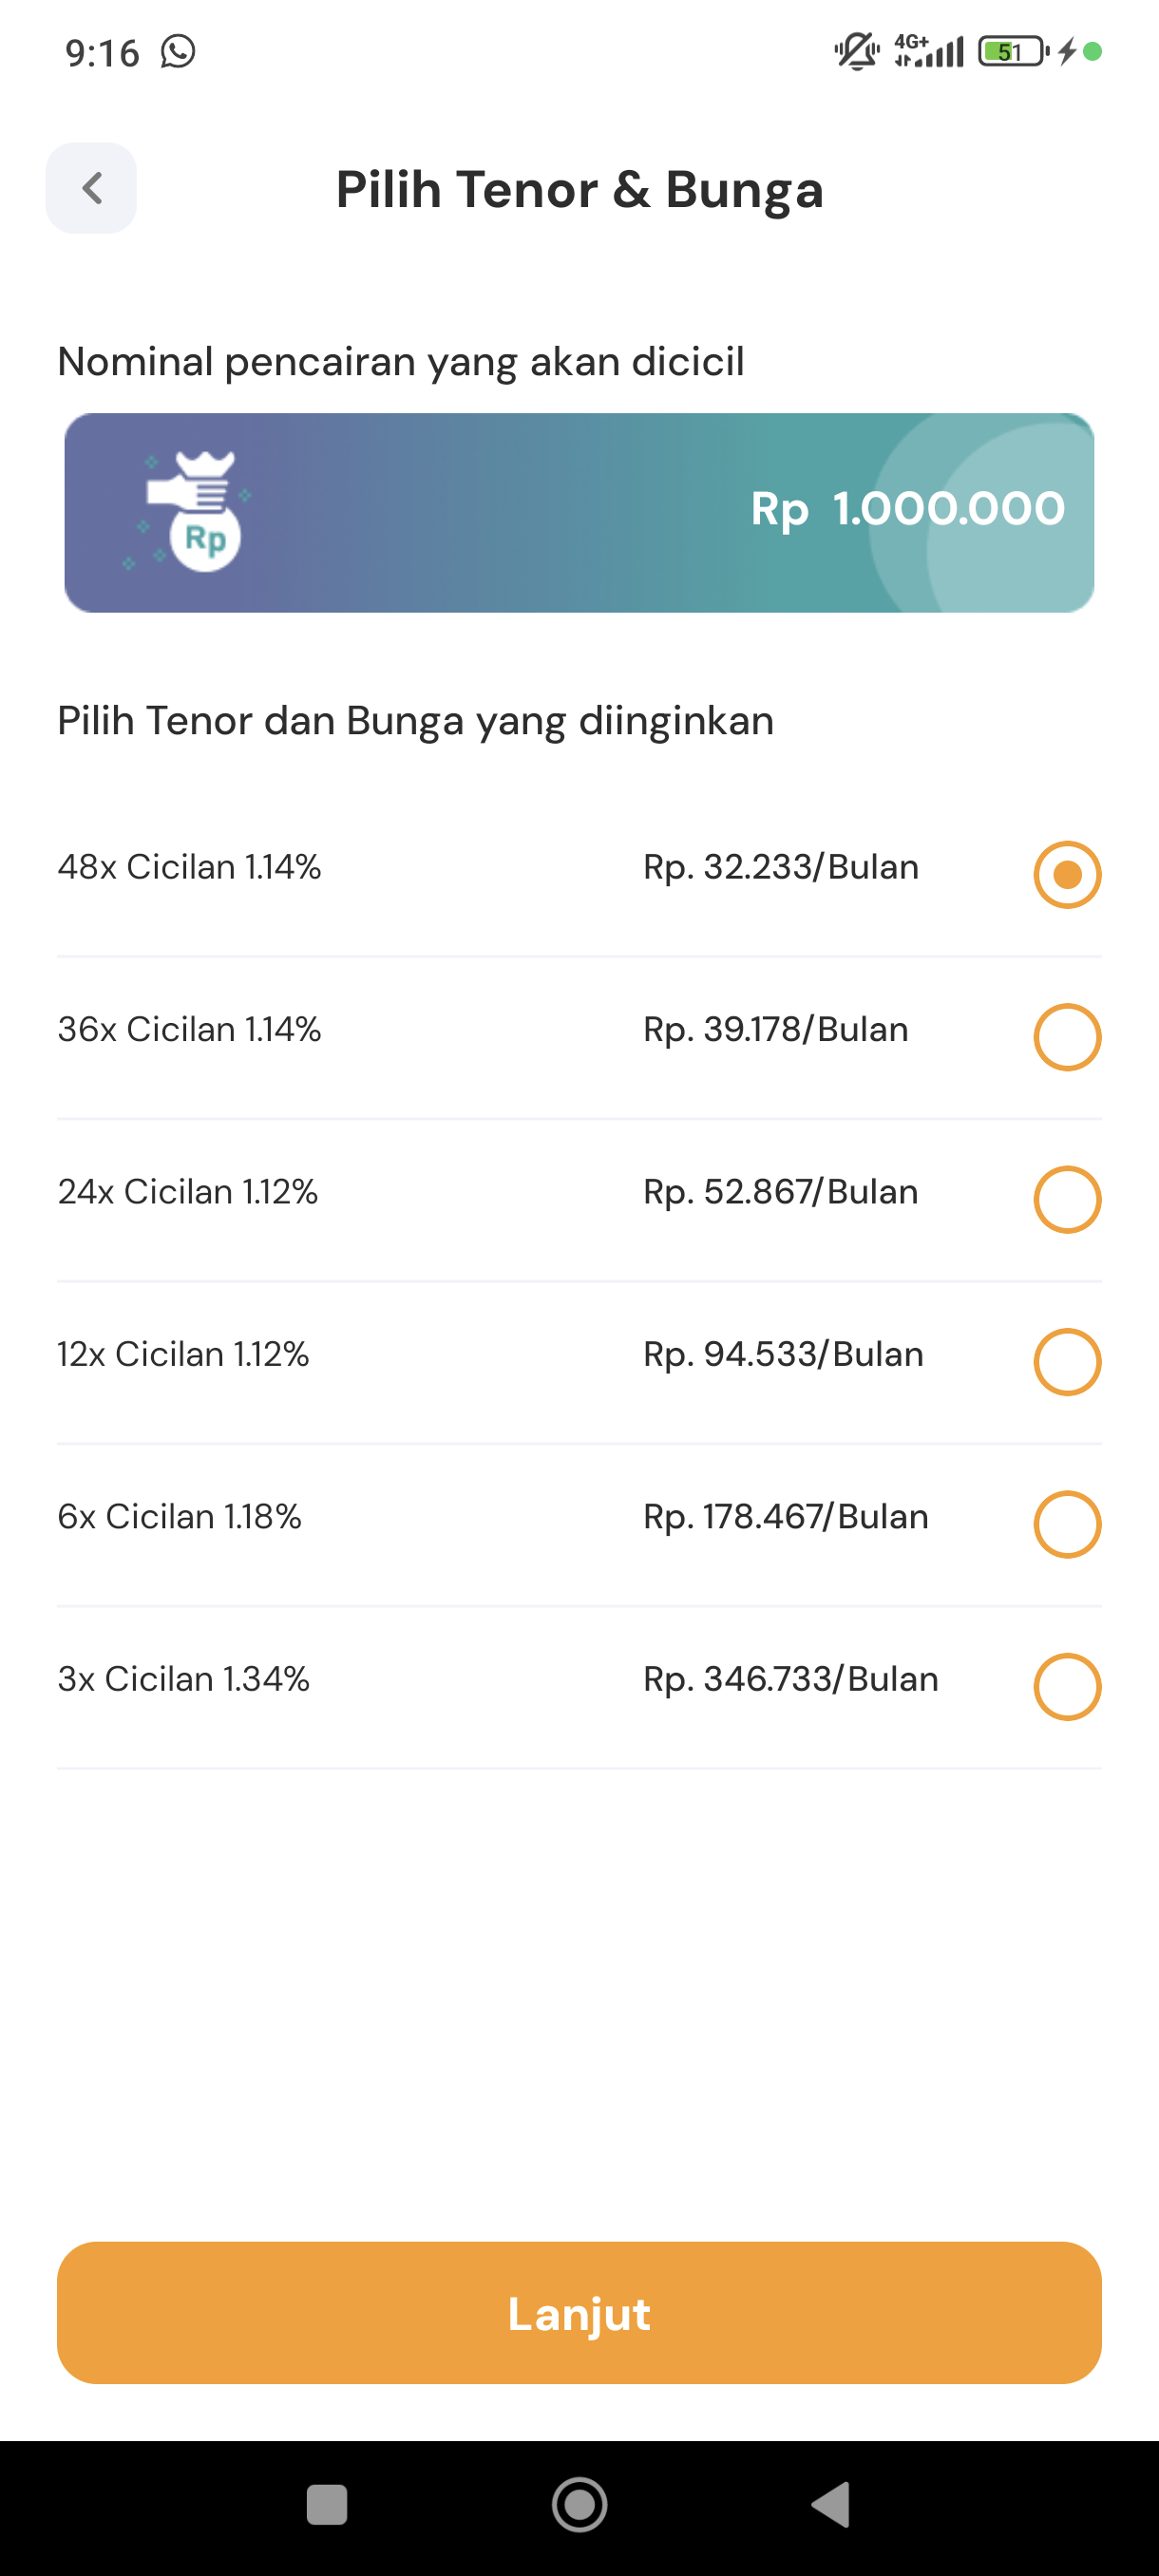 9:16
4G+
51
Pilih Tenor & Bunga
Nominal pencairan yang akan dicicil
Rp
Rp 1.000.000
Pilih Tenor dan Bunga yang diinginkan
48x Cicilan 1.14% Rp. 32.233/Bulan
36x Cicilan 1.14% Rp. 39.178/Bulan
24x Cicilan 1.12% Rp. 52.867/Bulan
12x Cicilan 1.12% Rp. 94.533/Bulan
6x Cicilan 1.18% Rp. 178.467/Bulan
3x Cicilan 1.34% Rp. 346.733/Bulan
Lanjut